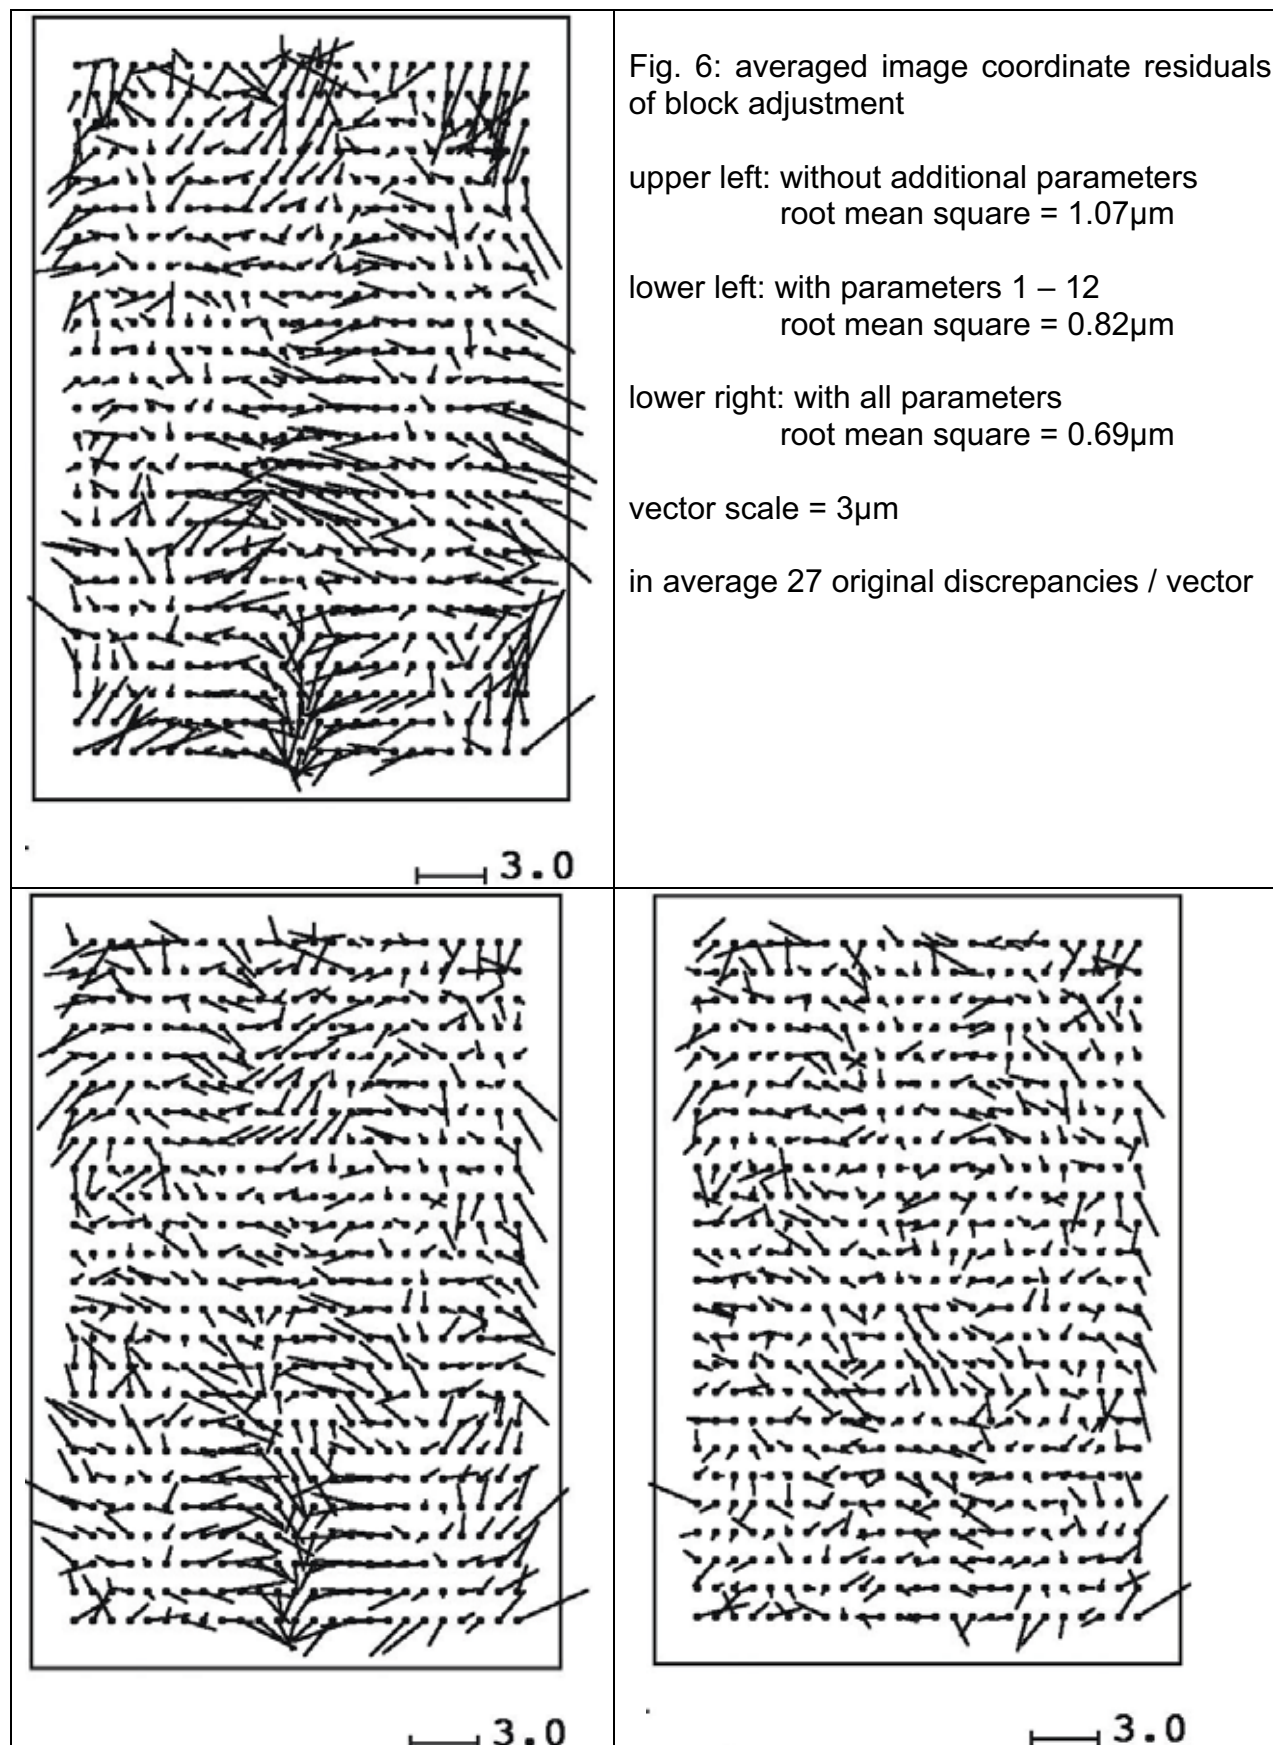 Fig. 6: averaged image coordinate residuals
of block adjustment
upper left: without additional parameters
root mean square = 1.07µm
lower left: with parameters 1 – 12
root mean square = 0.82µm
lower right: with all parameters
root mean square = 0.69µm
vector scale = 3µm
in average 27 original discrepancies / vector
3.0
3.0
3.0